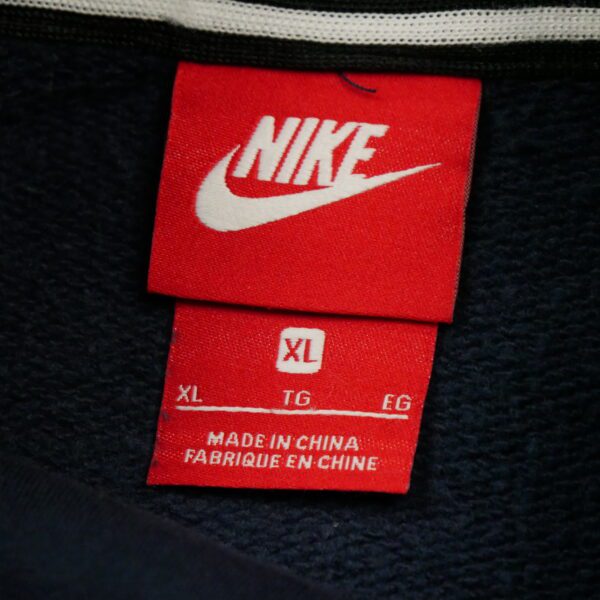 NIKE
XL
XL TG EG
MADE IN CHINA
FABRIQUE EN CHINE